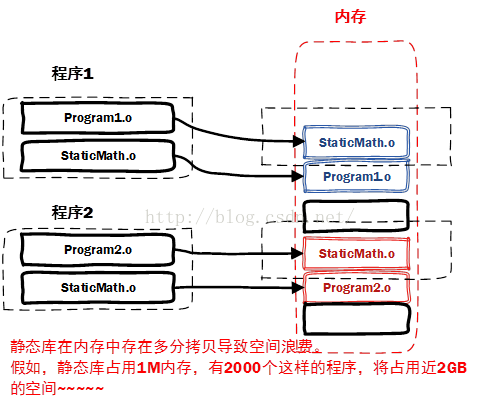 内存
程序1
Program1.o
StaticMath.o
StaticMath.o
Program1.o
程序2
http://blog.csdn.net/
Program2.o
StaticMath.o
StaticMath.o
Program2.o
静态库在内存中存在多分拷贝导致空间浪费。
假如，静态库占用1M内存，有2000个这样的程序，将占用近2GB
的空间~~~~~